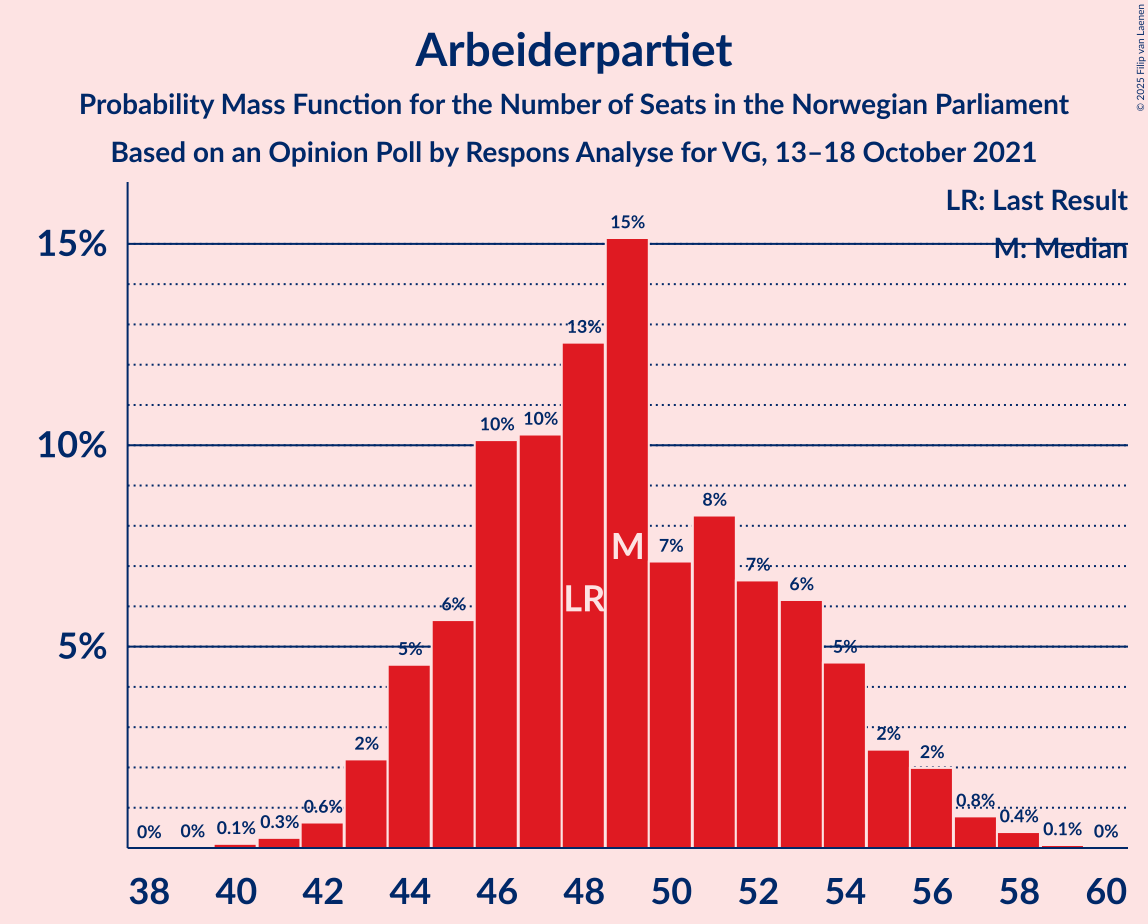 Arbeiderpartiet
Probability Mass Function for the Number of Seats in the Norwegian Parliament
Based on an Opinion Poll by Respons Analyse for VG, 13–18 October 2021
© 2025 Filip van Laenen
LR: Last Result
M: Median
15%
10%
5%
0%
0%
0.1%
0.3%
0.6%
2%
5%
6%
10%
10%
13%
15%
7%
8%
7%
6%
5%
2%
2%
0.8%
0.4%
0.1%
0%
LR
M
38 40 42 44 46 48 50 52 54 56 58 60